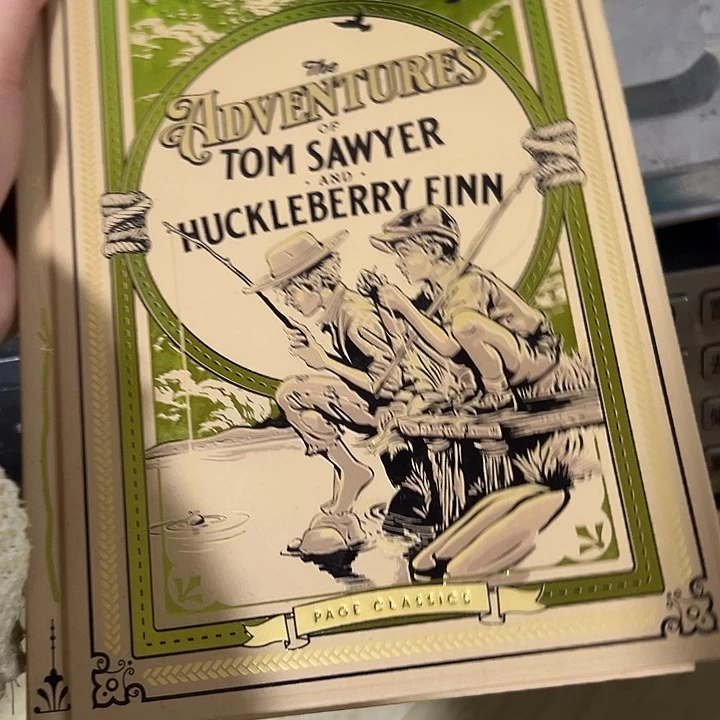 The
ADVENTURES
OF
TOM SAWYER
· AND ·
HUCKLEBERRY FINN
PAGE CLASSICS